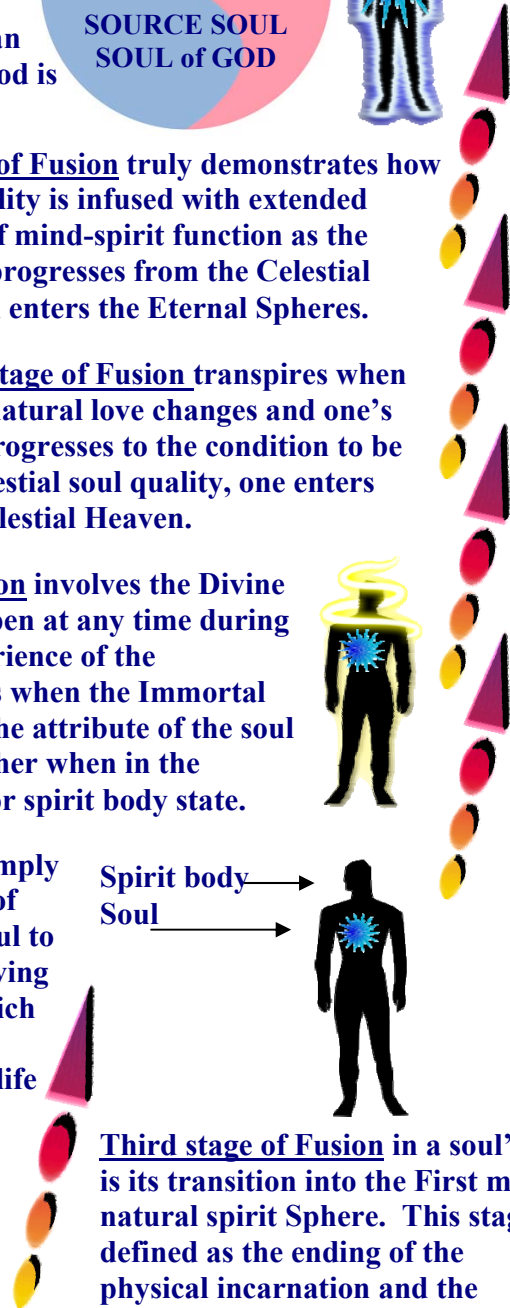 an
SOURCE SOUL
SOUL of GOD
od is
of Fusion truly demonstrates how
lity is infused with extended
f mind-spirit function as the
progresses from the Celestial
enters the Eternal Spheres.
tage of Fusion transpires when
natural love changes and one's
rogresses to the condition to be
estial soul quality, one enters
lestial Heaven.
on involves the Divine
pen at any time during
rience of the
s when the Immortal
he attribute of the soul
her when in the
or spirit body state.
mply
of
ul to
ving
ich
life
Spirit body
Soul
Third stage of Fusion in a soul'
is its transition into the First m
natural spirit Sphere. This stag
defined as the ending of the
physical incarnation and the